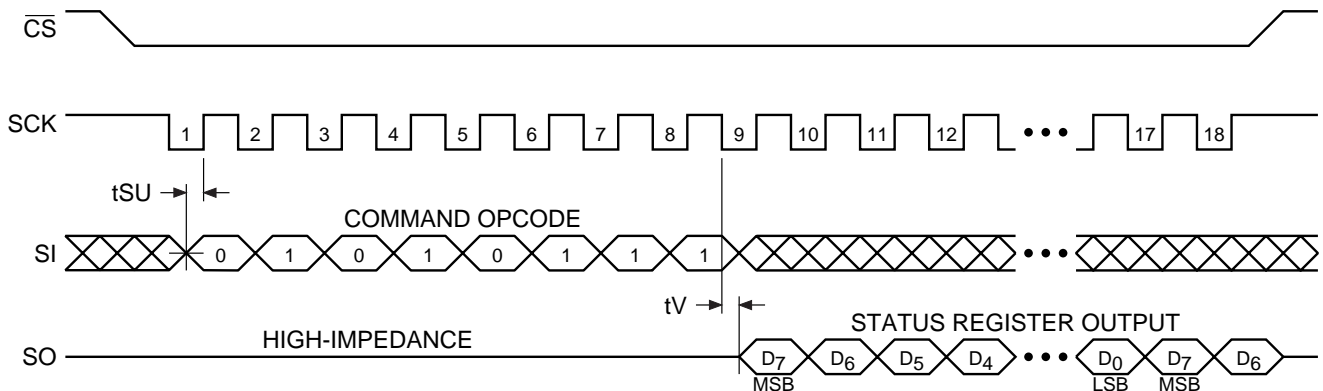 CS
SCK 1 2 3 4 5 6 7 8 9 10 11 12 17 18
tSU
COMMAND OPCODE
SI 0 1 0 1 0 1 1 1
tV
HIGH-IMPEDANCE
STATUS REGISTER OUTPUT
SO D7 D6 D5 D4 D0 D7 D6
MSB LSB MSB